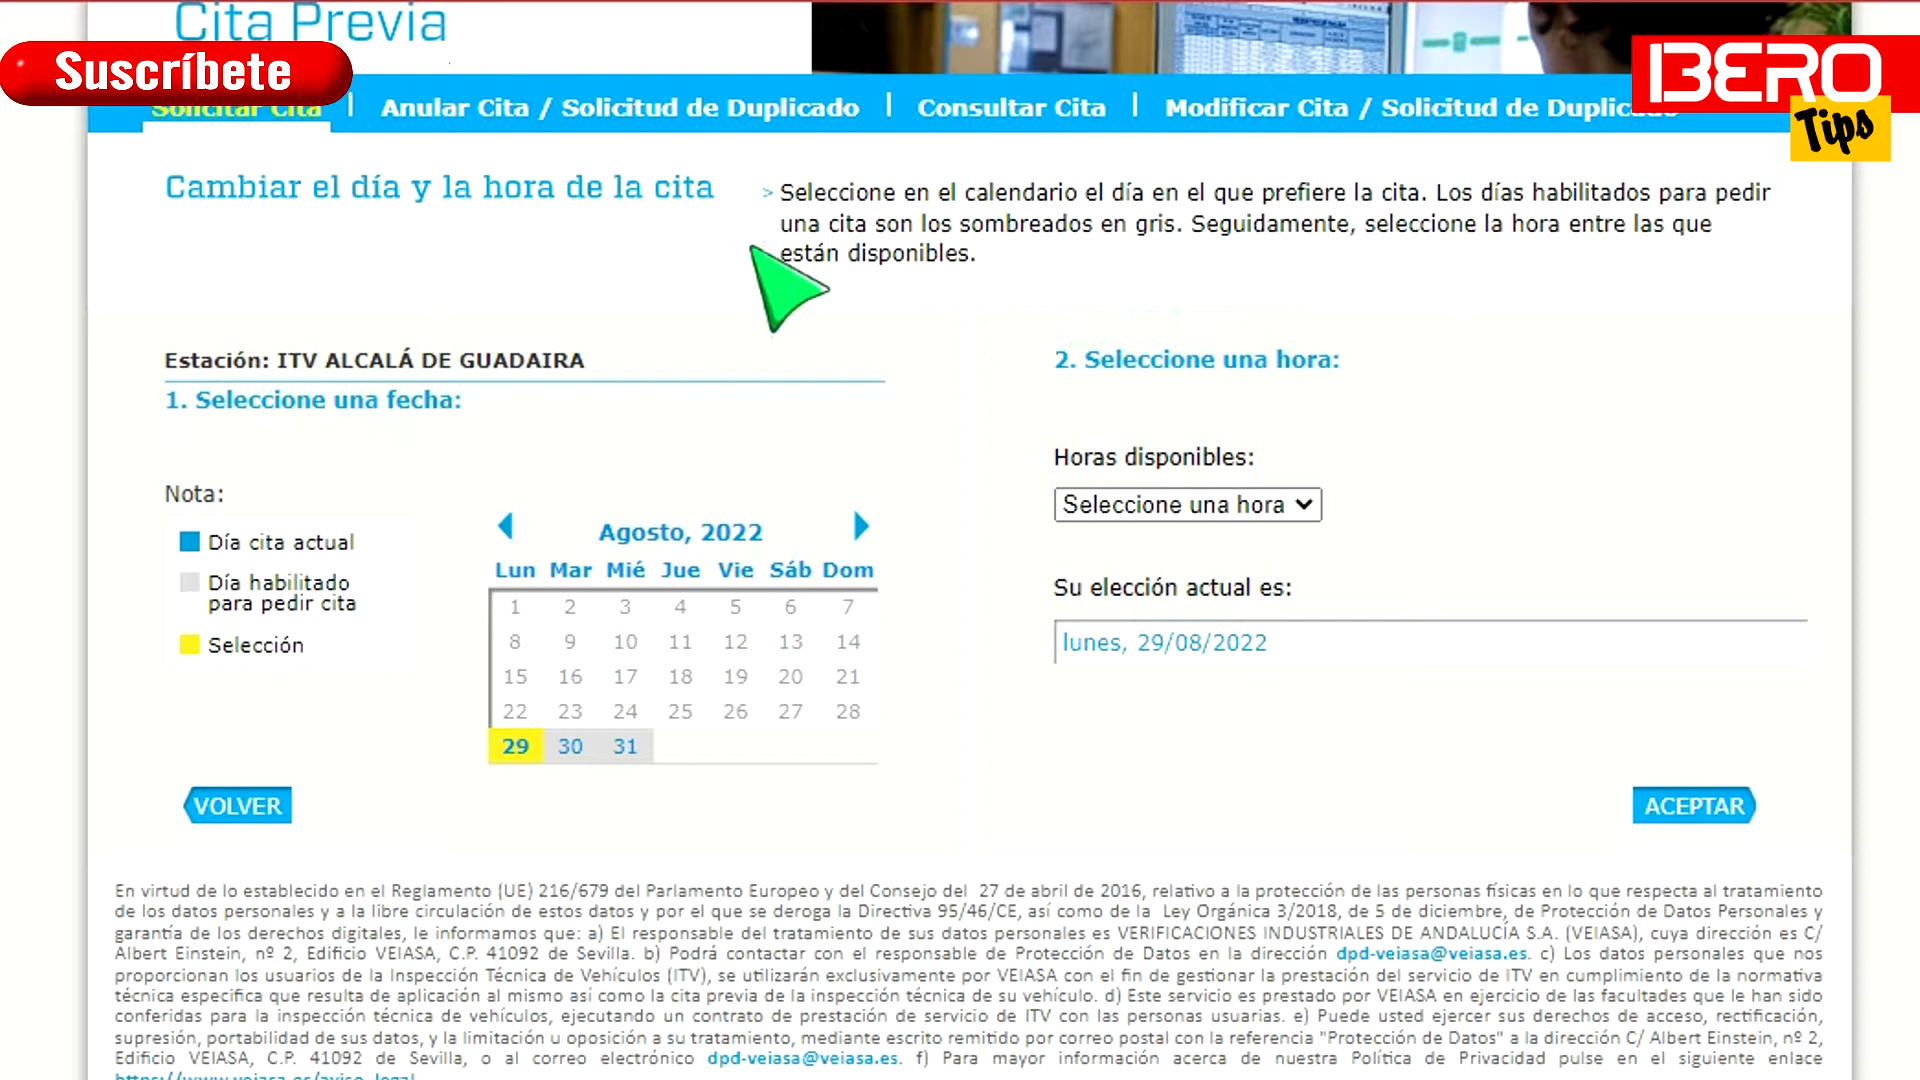 Cita Previa
Suscríbete
IBERO
Tips
Solicitar Cita | Anular Cita / Solicitud de Duplicado | Consultar Cita | Modificar Cita / Solicitud de
Cambiar el día y la hora de la cita
> Seleccione en el calendario el día en el que prefiere la cita. Los días habilitados para pedir
una cita son los sombreados en gris. Seguidamente, seleccione la hora entre las que
están disponibles.
Estación: ITV ALCALÁ DE GUADAIRA
1. Seleccione una fecha:
Nota:
Día cita actual
Día habilitado
para pedir cita
Selección
Agosto, 2022
Lun Mar Mié Jue Vie Sáb Dom
1 2 3 4 5 6 7
8 9 10 11 12 13 14
15 16 17 18 19 20 21
22 23 24 25 26 27 28
29 30 31
2. Seleccione una hora:
Horas disponibles:
Seleccione una hora
Su elección actual es:
lunes, 29/08/2022
VOLVER
ACEPTAR
En virtud de lo establecido en el Reglamento (UE) 216/679 del Parlamento Europeo y del Consejo del 27 de abril de 2016, relativo a la protección de las personas físicas en lo que respecta al tratamiento
de los datos personales y a la libre circulación de estos datos y por el que se deroga la Directiva 95/46/CE, así como de la Ley Orgánica 3/2018, de 5 de diciembre, de Protección de Datos Personales y
garantía de los derechos digitales, le informamos que: a) El responsable del tratamiento de sus datos personales es VERIFICACIONES INDUSTRIALES DE ANDALUCÍA S.A. (VEIASA), cuya dirección es C/
Albert Einstein, nº 2, Edificio VEIASA, C.P. 41092 de Sevilla. b) Podrá contactar con el responsable de Protección de Datos en la dirección dpd-veiasa@veiasa.es. c) Los datos personales que nos
proporcionan los usuarios de la Inspección Técnica de Vehículos (ITV), se utilizarán exclusivamente por VEIASA con el fin de gestionar la prestación del servicio de ITV en cumplimiento de la normativa
técnica especifica que resulta de aplicación al mismo así como la cita previa de la inspección técnica de su vehículo. d) Este servicio es prestado por VEIASA en ejercicio de las facultades que le han sido
conferidas para la inspección técnica de vehículos, ejecutando un contrato de prestación de servicio de ITV con las personas usuarias. e) Puede usted ejercer sus derechos de acceso, rectificación,
supresión, portabilidad de sus datos, y la limitación u oposición a su tratamiento, mediante escrito remitido por correo postal con la referencia "Protección de Datos" a la dirección C/ Albert Einstein, nº 2,
Edificio VEIASA, C.P. 41092 de Sevilla, o al correo electrónico dpd-veiasa@veiasa.es. f) Para mayor información acerca de nuestra Política de Privacidad pulse en el siguiente enlace
https://www.veiasa.es/aviso_legal